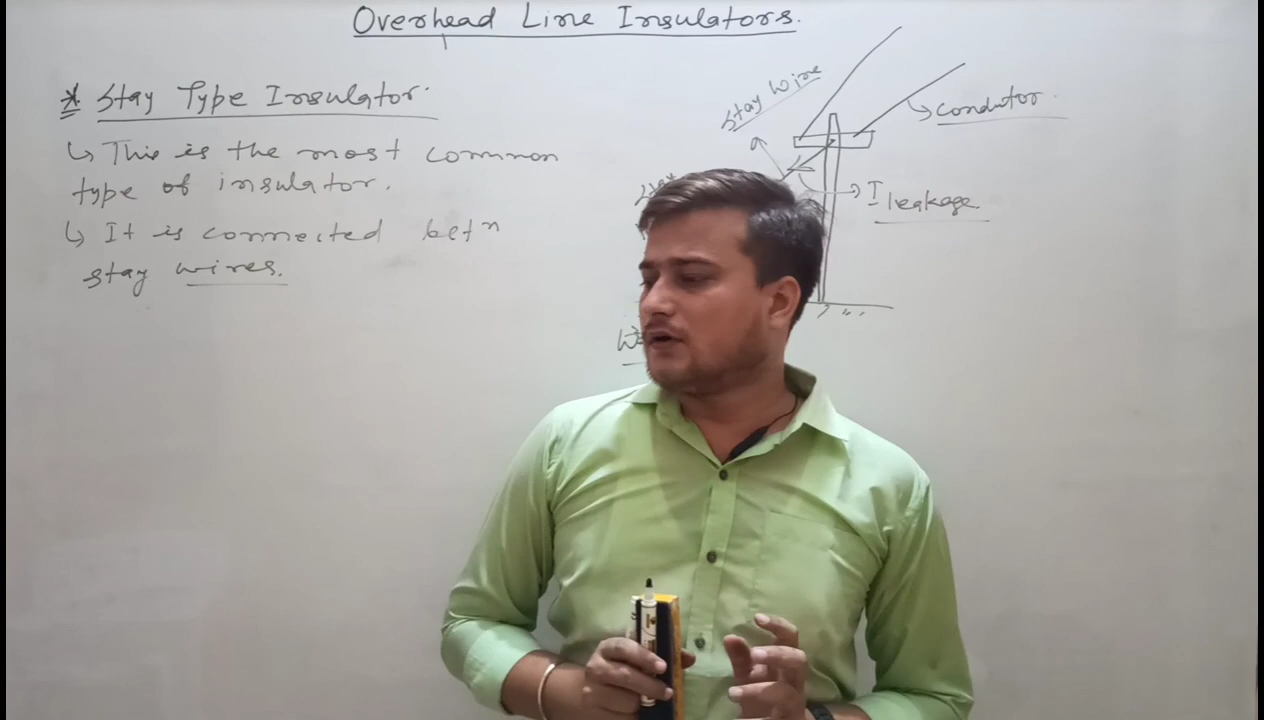 Overhead Line Insulators.
* Stay Type Insulator.
↳ This is the most common
type of insulator.
↳ It is connected betn
stay wires.
Stay Wire
Condutor
I leakage